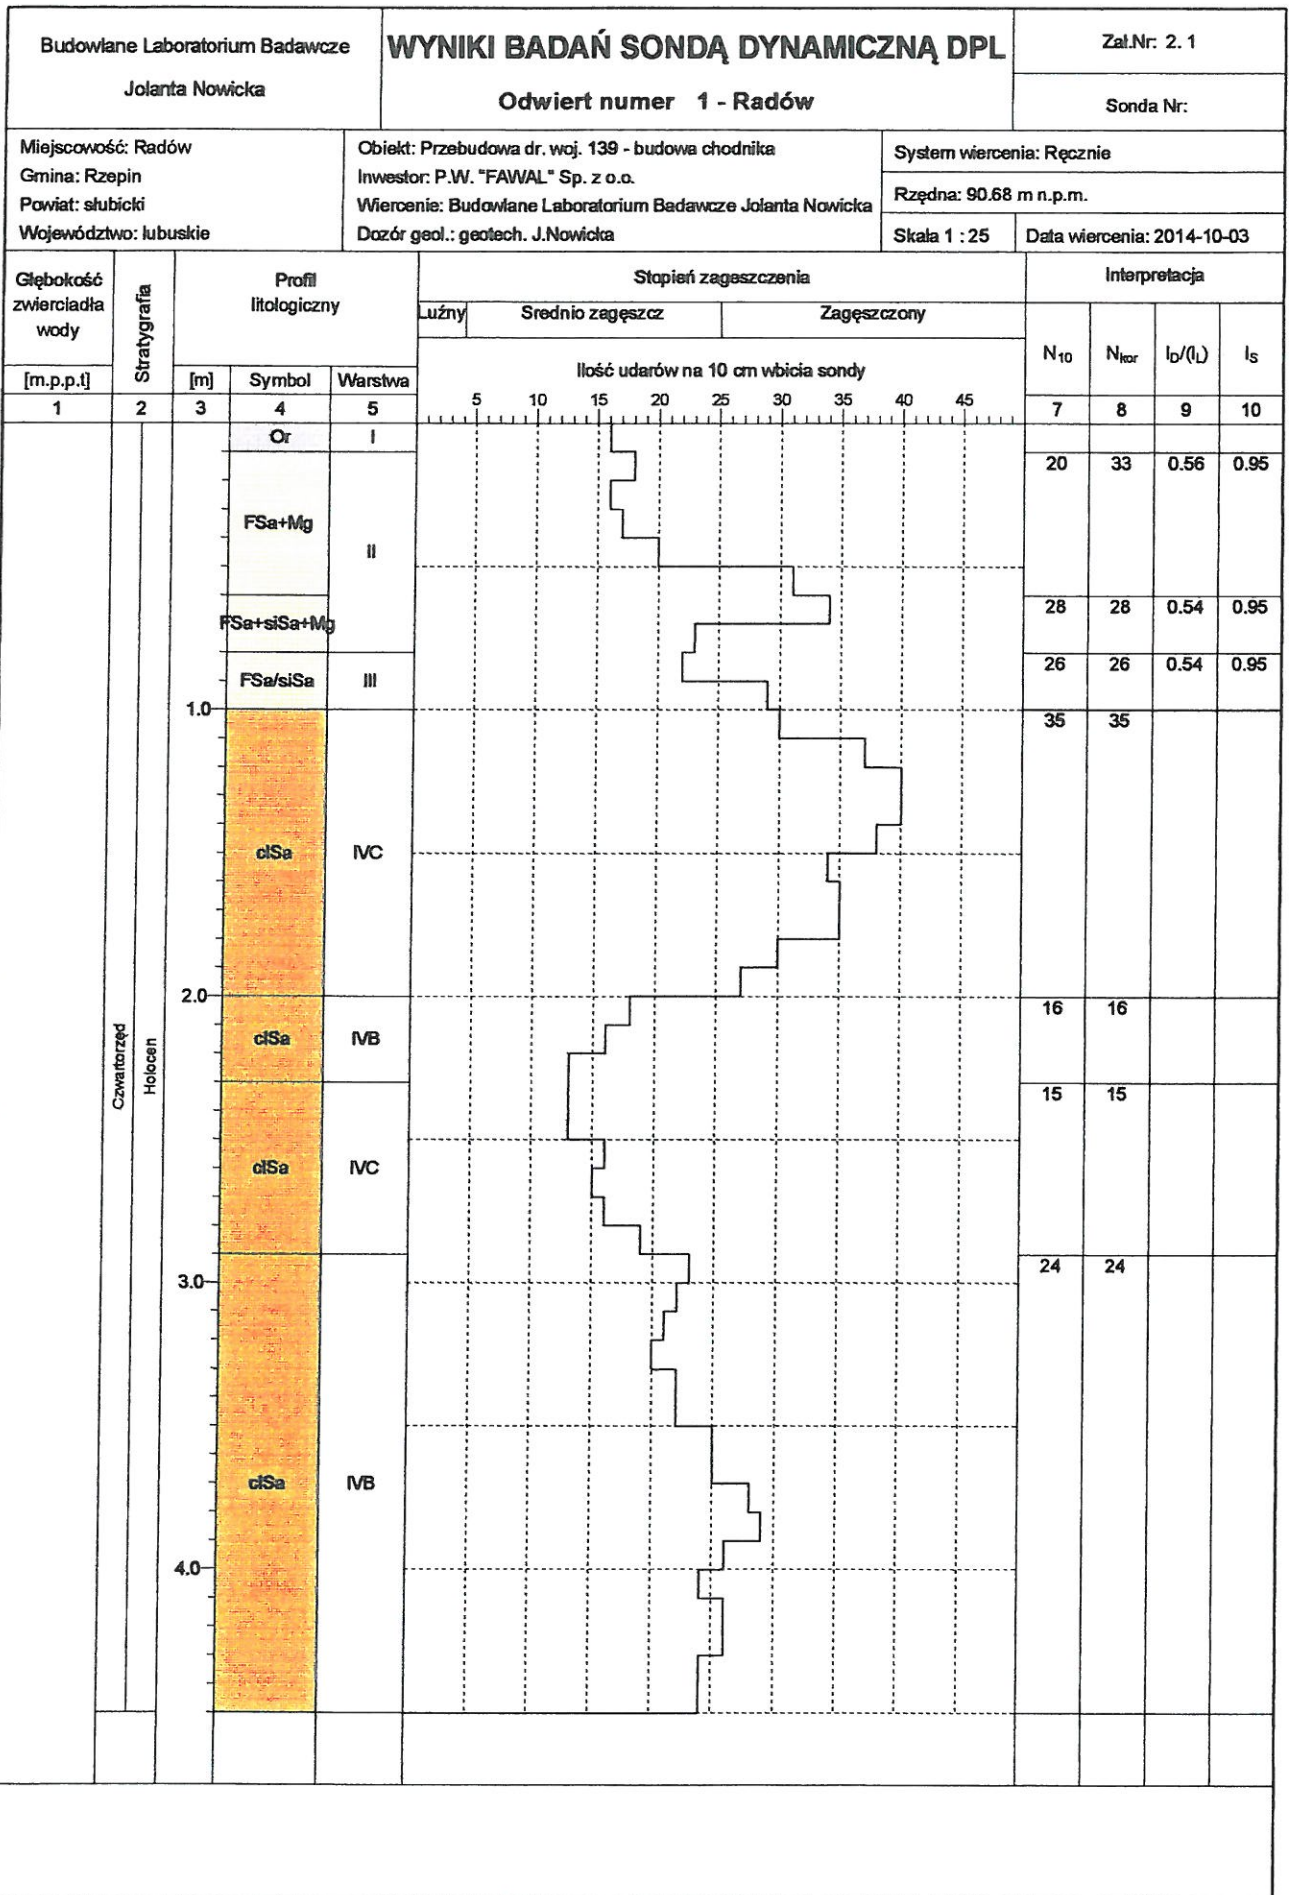 Budowlane Laboratorium Badawcze
Jolanta Nowicka
WYNIKI BADAŃ SONDĄ DYNAMICZNĄ DPL
Odwiert numer 1 - Radów
Zał.Nr: 2. 1
Sonda Nr:
Miejscowość: Radów
Gmina: Rzepin
Powiat: słubicki
Województwo: lubuskie
Obiekt: Przebudowa dr. woj. 139 - budowa chodnika
Inwestor: P.W. "FAWAL" Sp. z o.o.
Wiercenie: Budowlane Laboratorium Badawcze Jolanta Nowicka
Dozór geol.: geotech. J.Nowicka
System wiercenia: Ręcznie
Rzędna: 90.68 m n.p.m.
Skala 1 : 25
Data wiercenia: 2014-10-03
Głębokość zwierciadła wody
[m.p.p.t]
Stratygrafia
Profil litologiczny
[m] Symbol Warstwa
Stopień zagęszczenia
Luźny Srednio zagęszcz Zagęszczony
Ilość udarów na 10 cm wbicia sondy
5 10 15 20 25 30 35 40 45
Interpretacja
N10 Nkor ID/(IL) IS
1 2 3 4 5 7 8 9 10
Or I
FSa+Mg II 20 33 0.56 0.95
FSa+siSa+Mg 28 28 0.54 0.95
FSa/siSa III 26 26 0.54 0.95
1.0
clSa IVC 35 35
2.0
clSa IVB 16 16
clSa IVC 15 15
3.0
clSa IVB 24 24
4.0
Czwartorzęd
Holocen